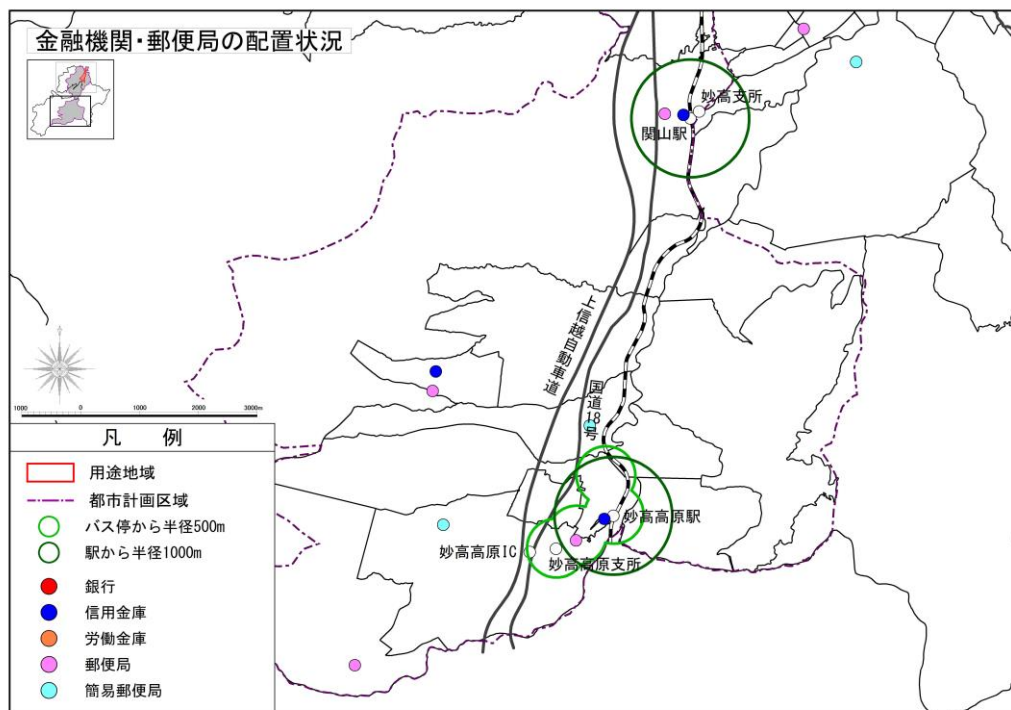 金融機関・郵便局の配置状況
妙高支所
関山駅
上信越自動車道
国道18号
1000 0 1000 2000 3000m
凡 例
用途地域
都市計画区域
バス停から半径500m
駅から半径1000m
銀行
信用金庫
労働金庫
郵便局
簡易郵便局
妙高高原駅
妙高高原IC
妙高高原支所